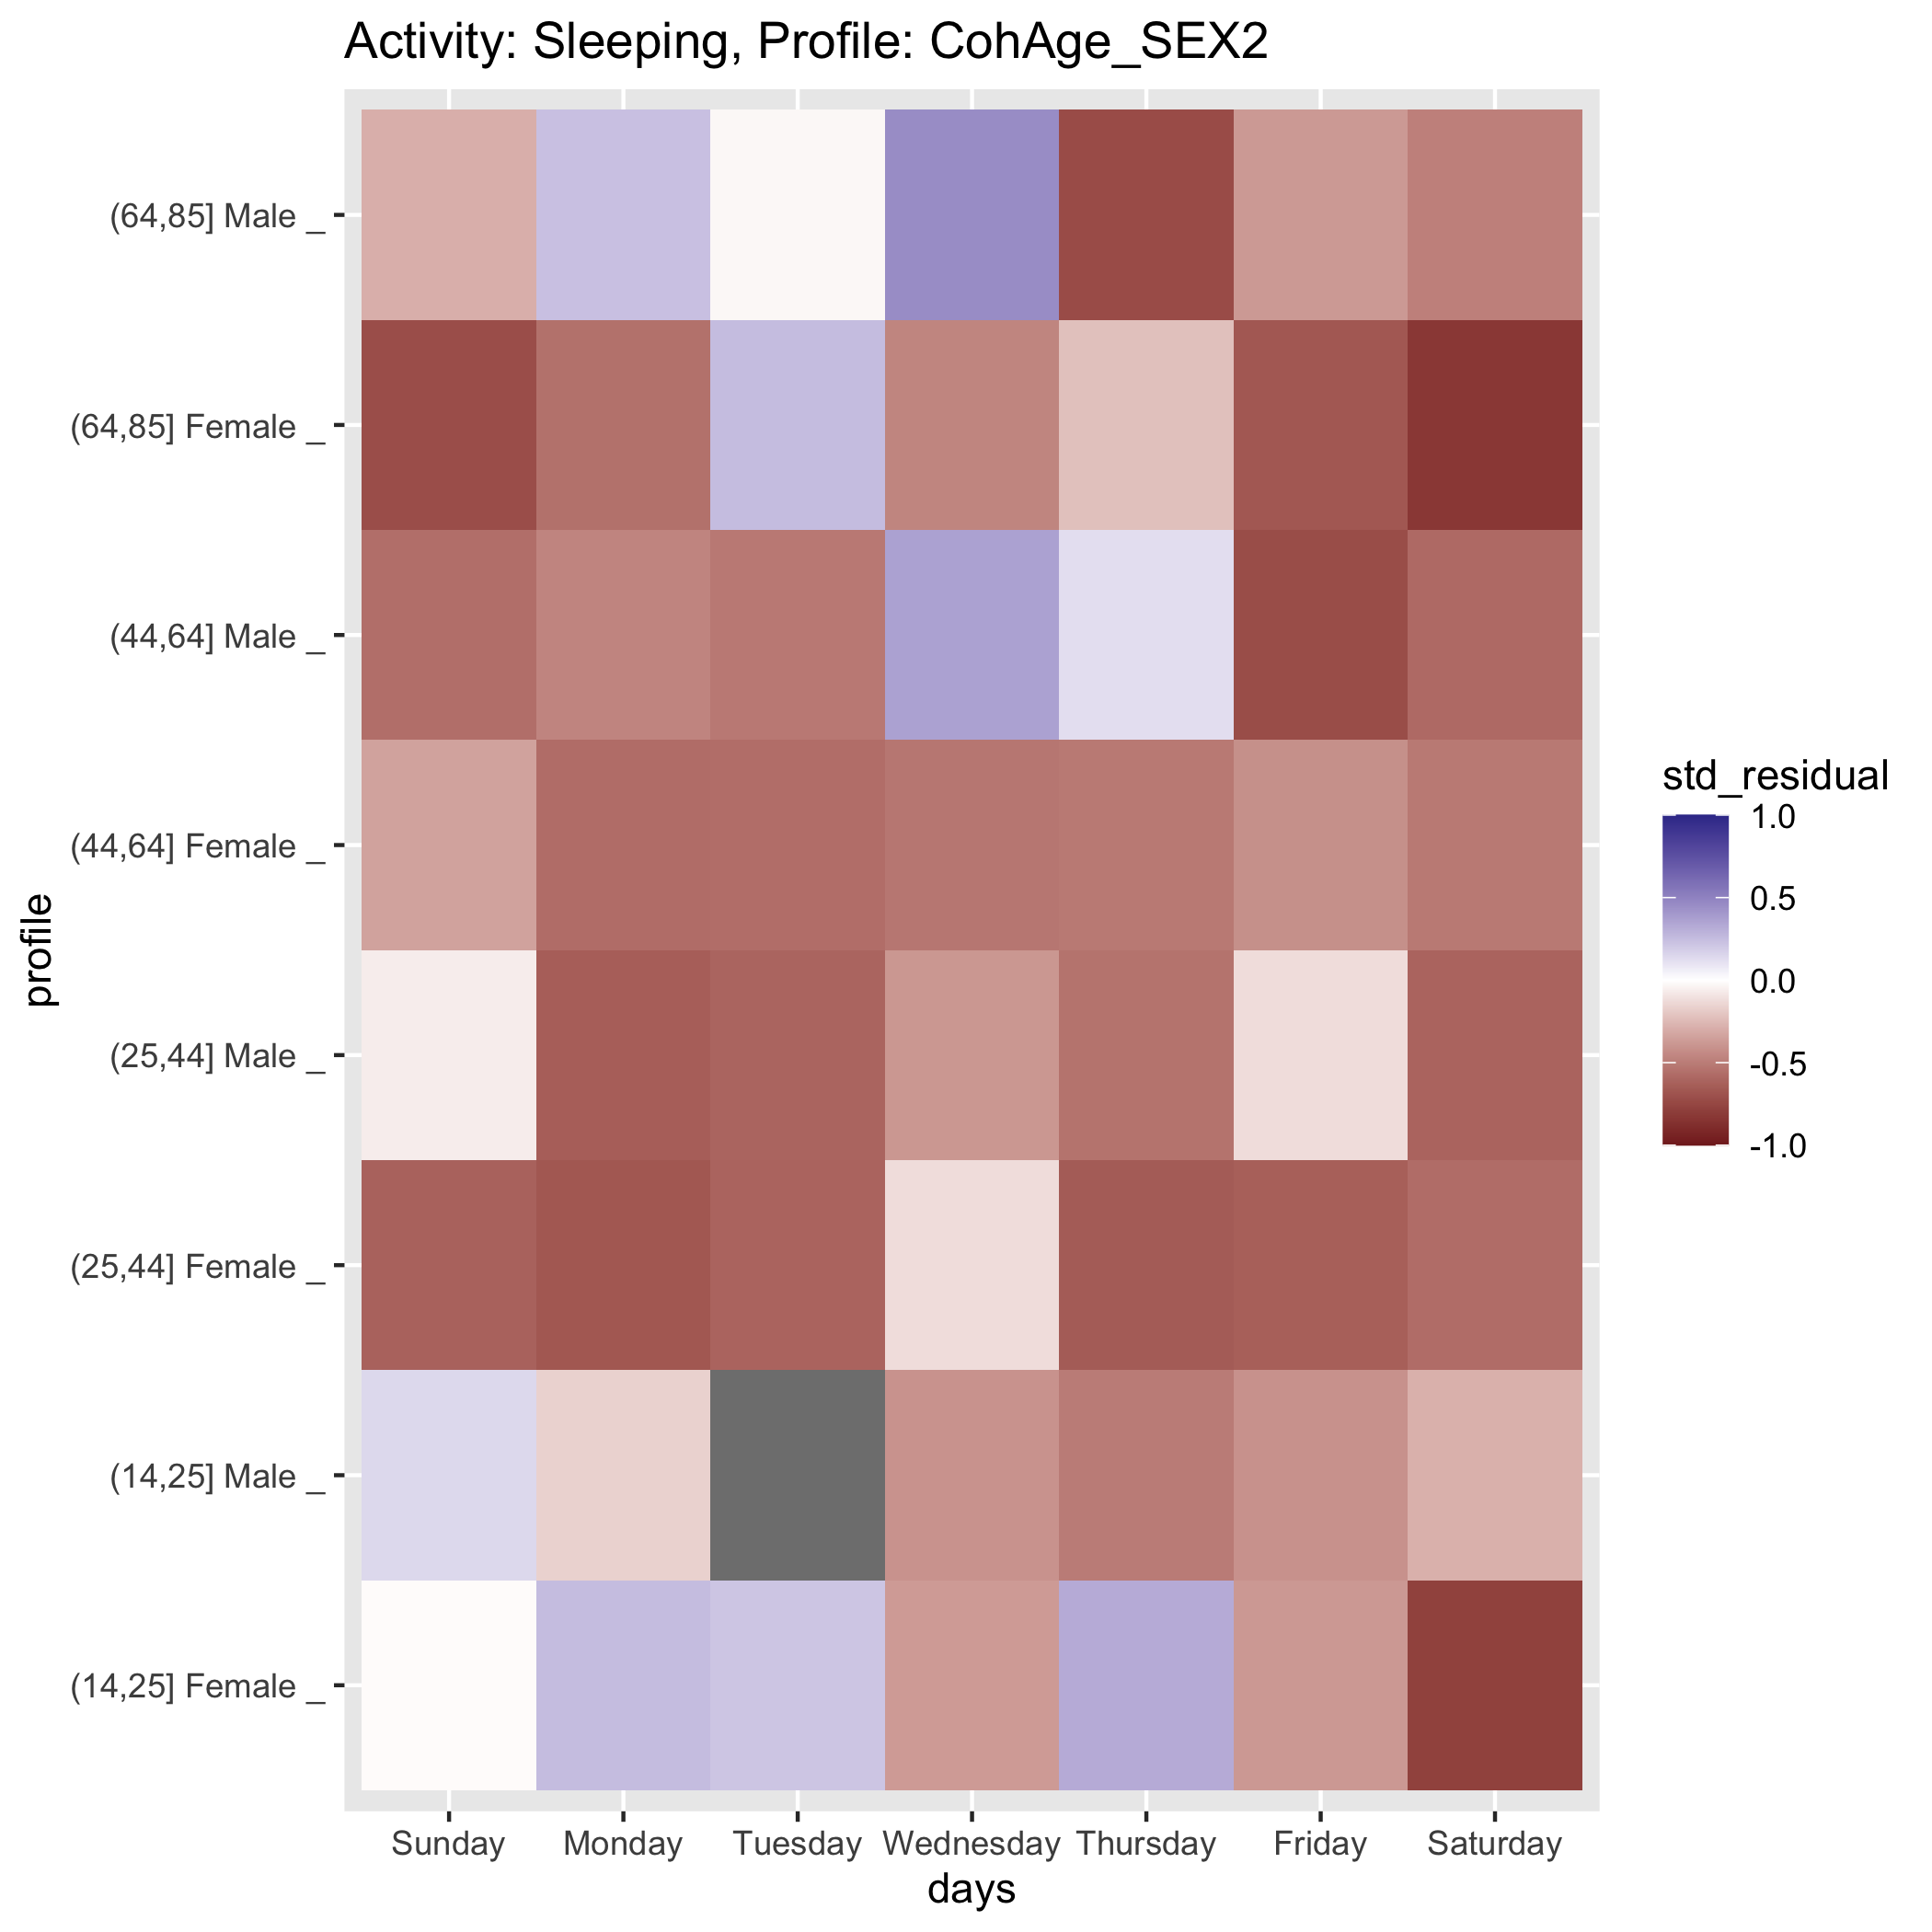 Activity: Sleeping, Profile: CohAge_SEX2
profile
(64,85] Male _
(64,85] Female _
(44,64] Male _
(44,64] Female _
(25,44] Male _
(25,44] Female _
(14,25] Male _
(14,25] Female _
Sunday Monday Tuesday Wednesday Thursday Friday Saturday
days
std_residual
1.0
0.5
0.0
-0.5
-1.0